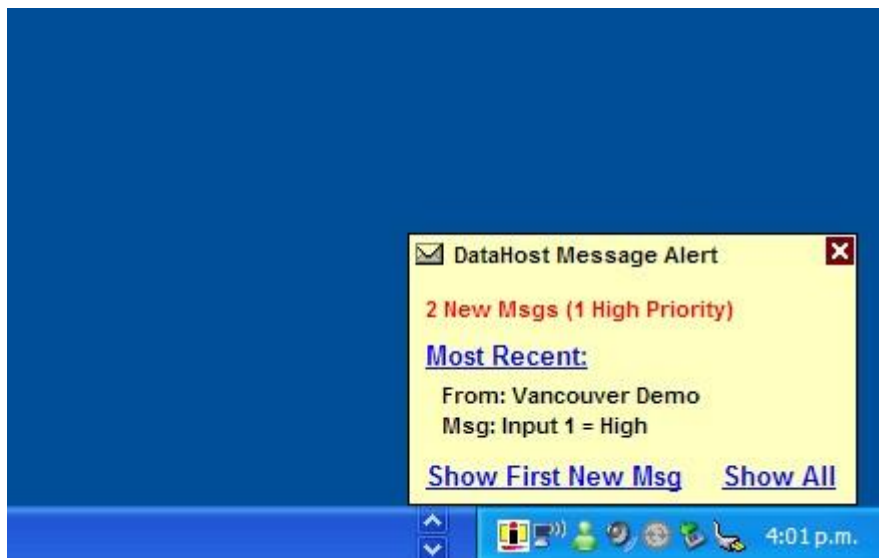 DataHost Message Alert
2 New Msgs (1 High Priority)
Most Recent:
From: Vancouver Demo
Msg: Input 1 = High
Show First New Msg Show All
4:01 p.m.